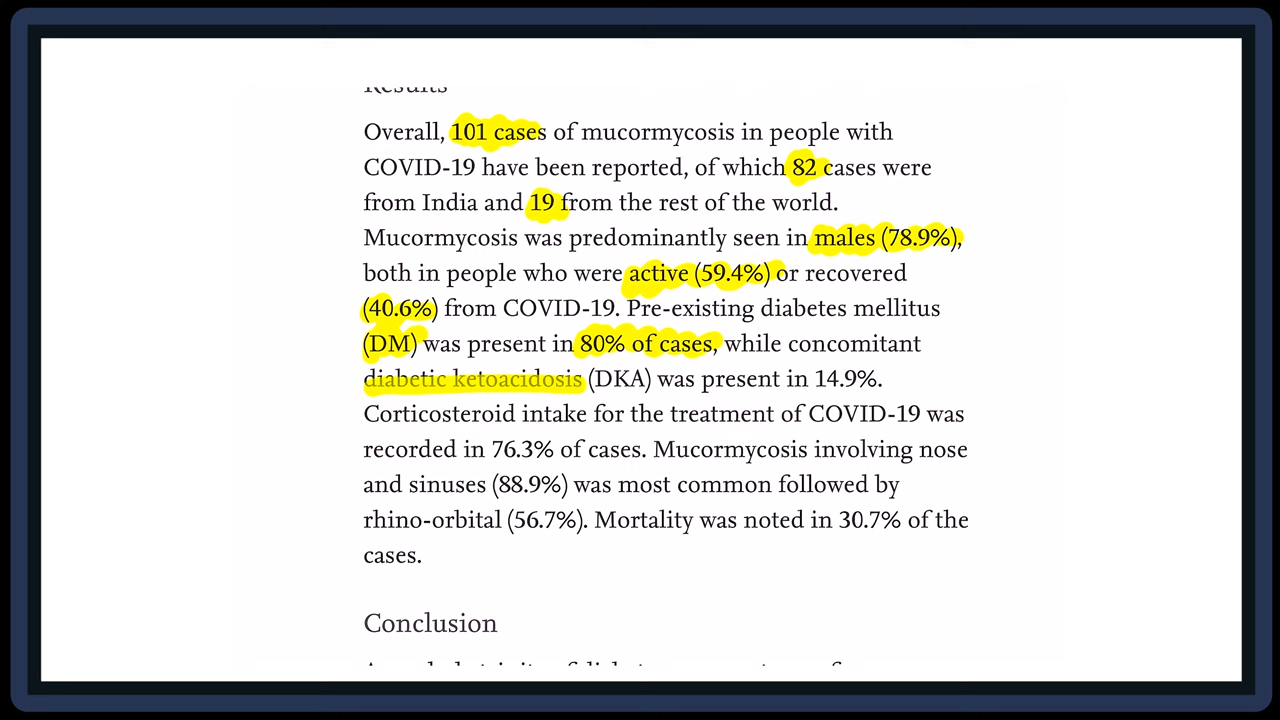 Results
Overall, 101 cases of mucormycosis in people with
COVID-19 have been reported, of which 82 cases were
from India and 19 from the rest of the world.
Mucormycosis was predominantly seen in males (78.9%),
both in people who were active (59.4%) or recovered
(40.6%) from COVID-19. Pre-existing diabetes mellitus
(DM) was present in 80% of cases, while concomitant
diabetic ketoacidosis (DKA) was present in 14.9%.
Corticosteroid intake for the treatment of COVID-19 was
recorded in 76.3% of cases. Mucormycosis involving nose
and sinuses (88.9%) was most common followed by
rhino-orbital (56.7%). Mortality was noted in 30.7% of the
cases.
Conclusion